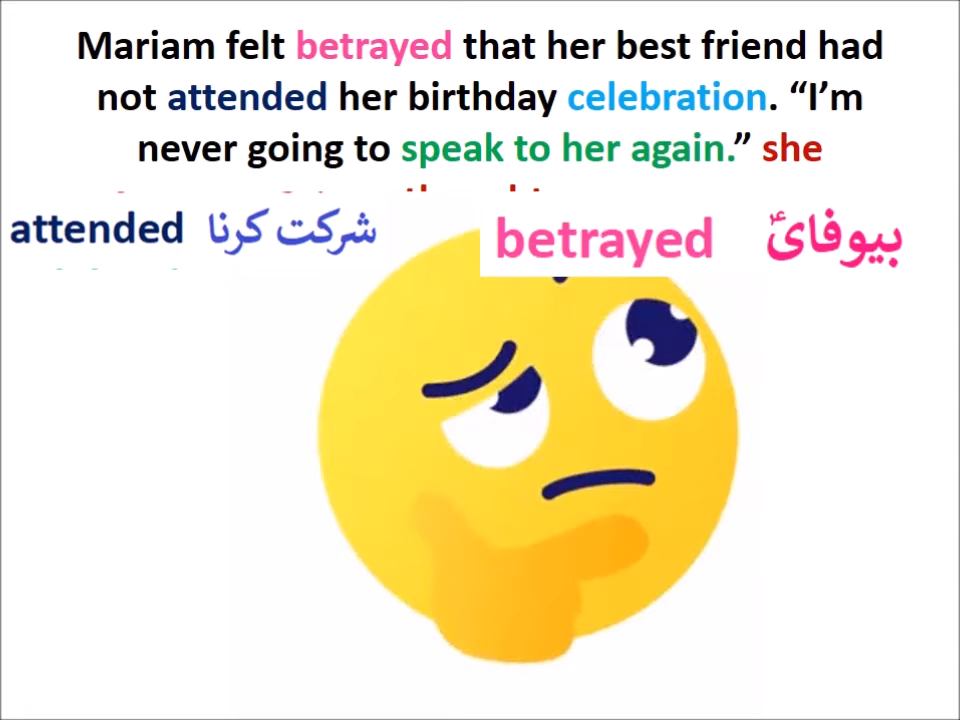 Mariam felt betrayed that her best friend had
not attended her birthday celebration. “I’m
never going to speak to her again.” she
attended شرکت کرنا
betrayed بیوفائ